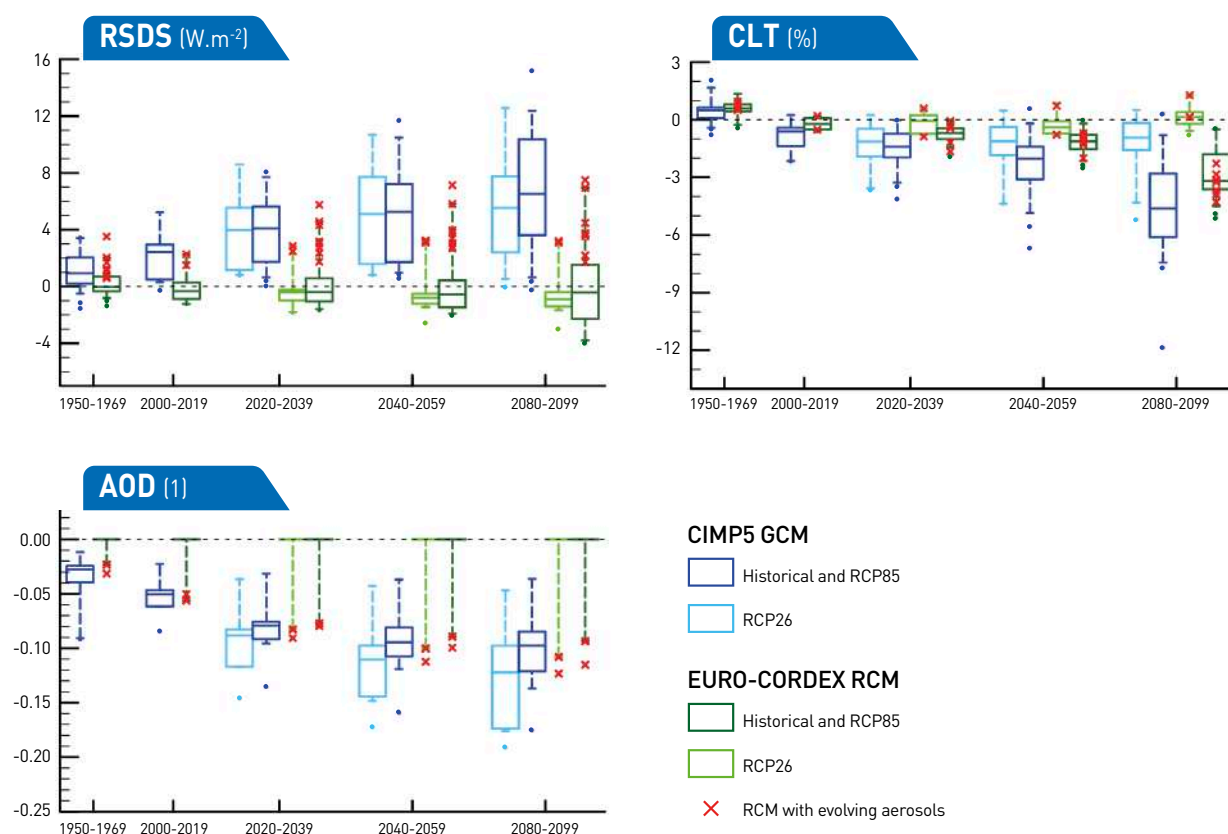 RSDS (W.m-2)
16
12
8
4
0
-4
1950-1969 2000-2019 2020-2039 2040-2059 2080-2099
CLT (%)
3
0
-3
-6
-9
-12
1950-1969 2000-2019 2020-2039 2040-2059 2080-2099
AOD (1)
0.00
-0.05
-0.10
-0.15
-0.20
-0.25
1950-1969 2000-2019 2020-2039 2040-2059 2080-2099
CIMP5 GCM
Historical and RCP85
RCP26
EURO-CORDEX RCM
Historical and RCP85
RCP26
RCM with evolving aerosols